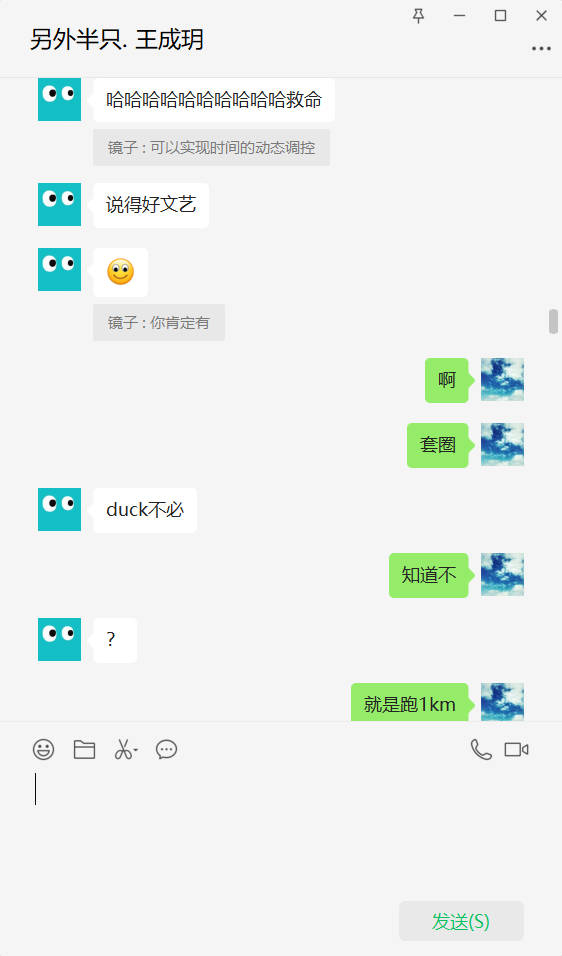 另外半只. 王成玥
哈哈哈哈哈哈哈哈哈哈救命
镜子 : 可以实现时间的动态调控
说得好文艺
镜子 : 你肯定有
啊
套圈
duck不必
知道不
?
就是跑1km
发送(S)